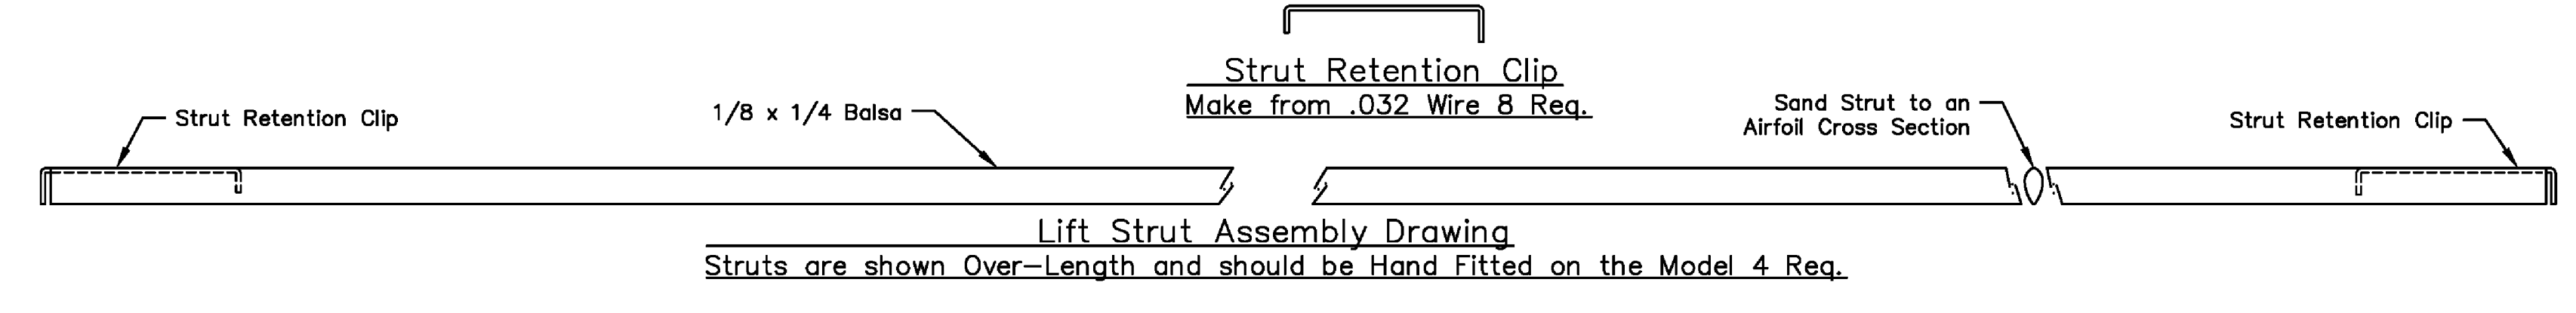 Strut Retention Clip
Make from .032 Wire 8 Req.
Strut Retention Clip
1/8 x 1/4 Balsa
Sand Strut to an
Airfoil Cross Section
Strut Retention Clip
Lift Strut Assembly Drawing
Struts are shown Over-Length and should be Hand Fitted on the Model 4 Req.